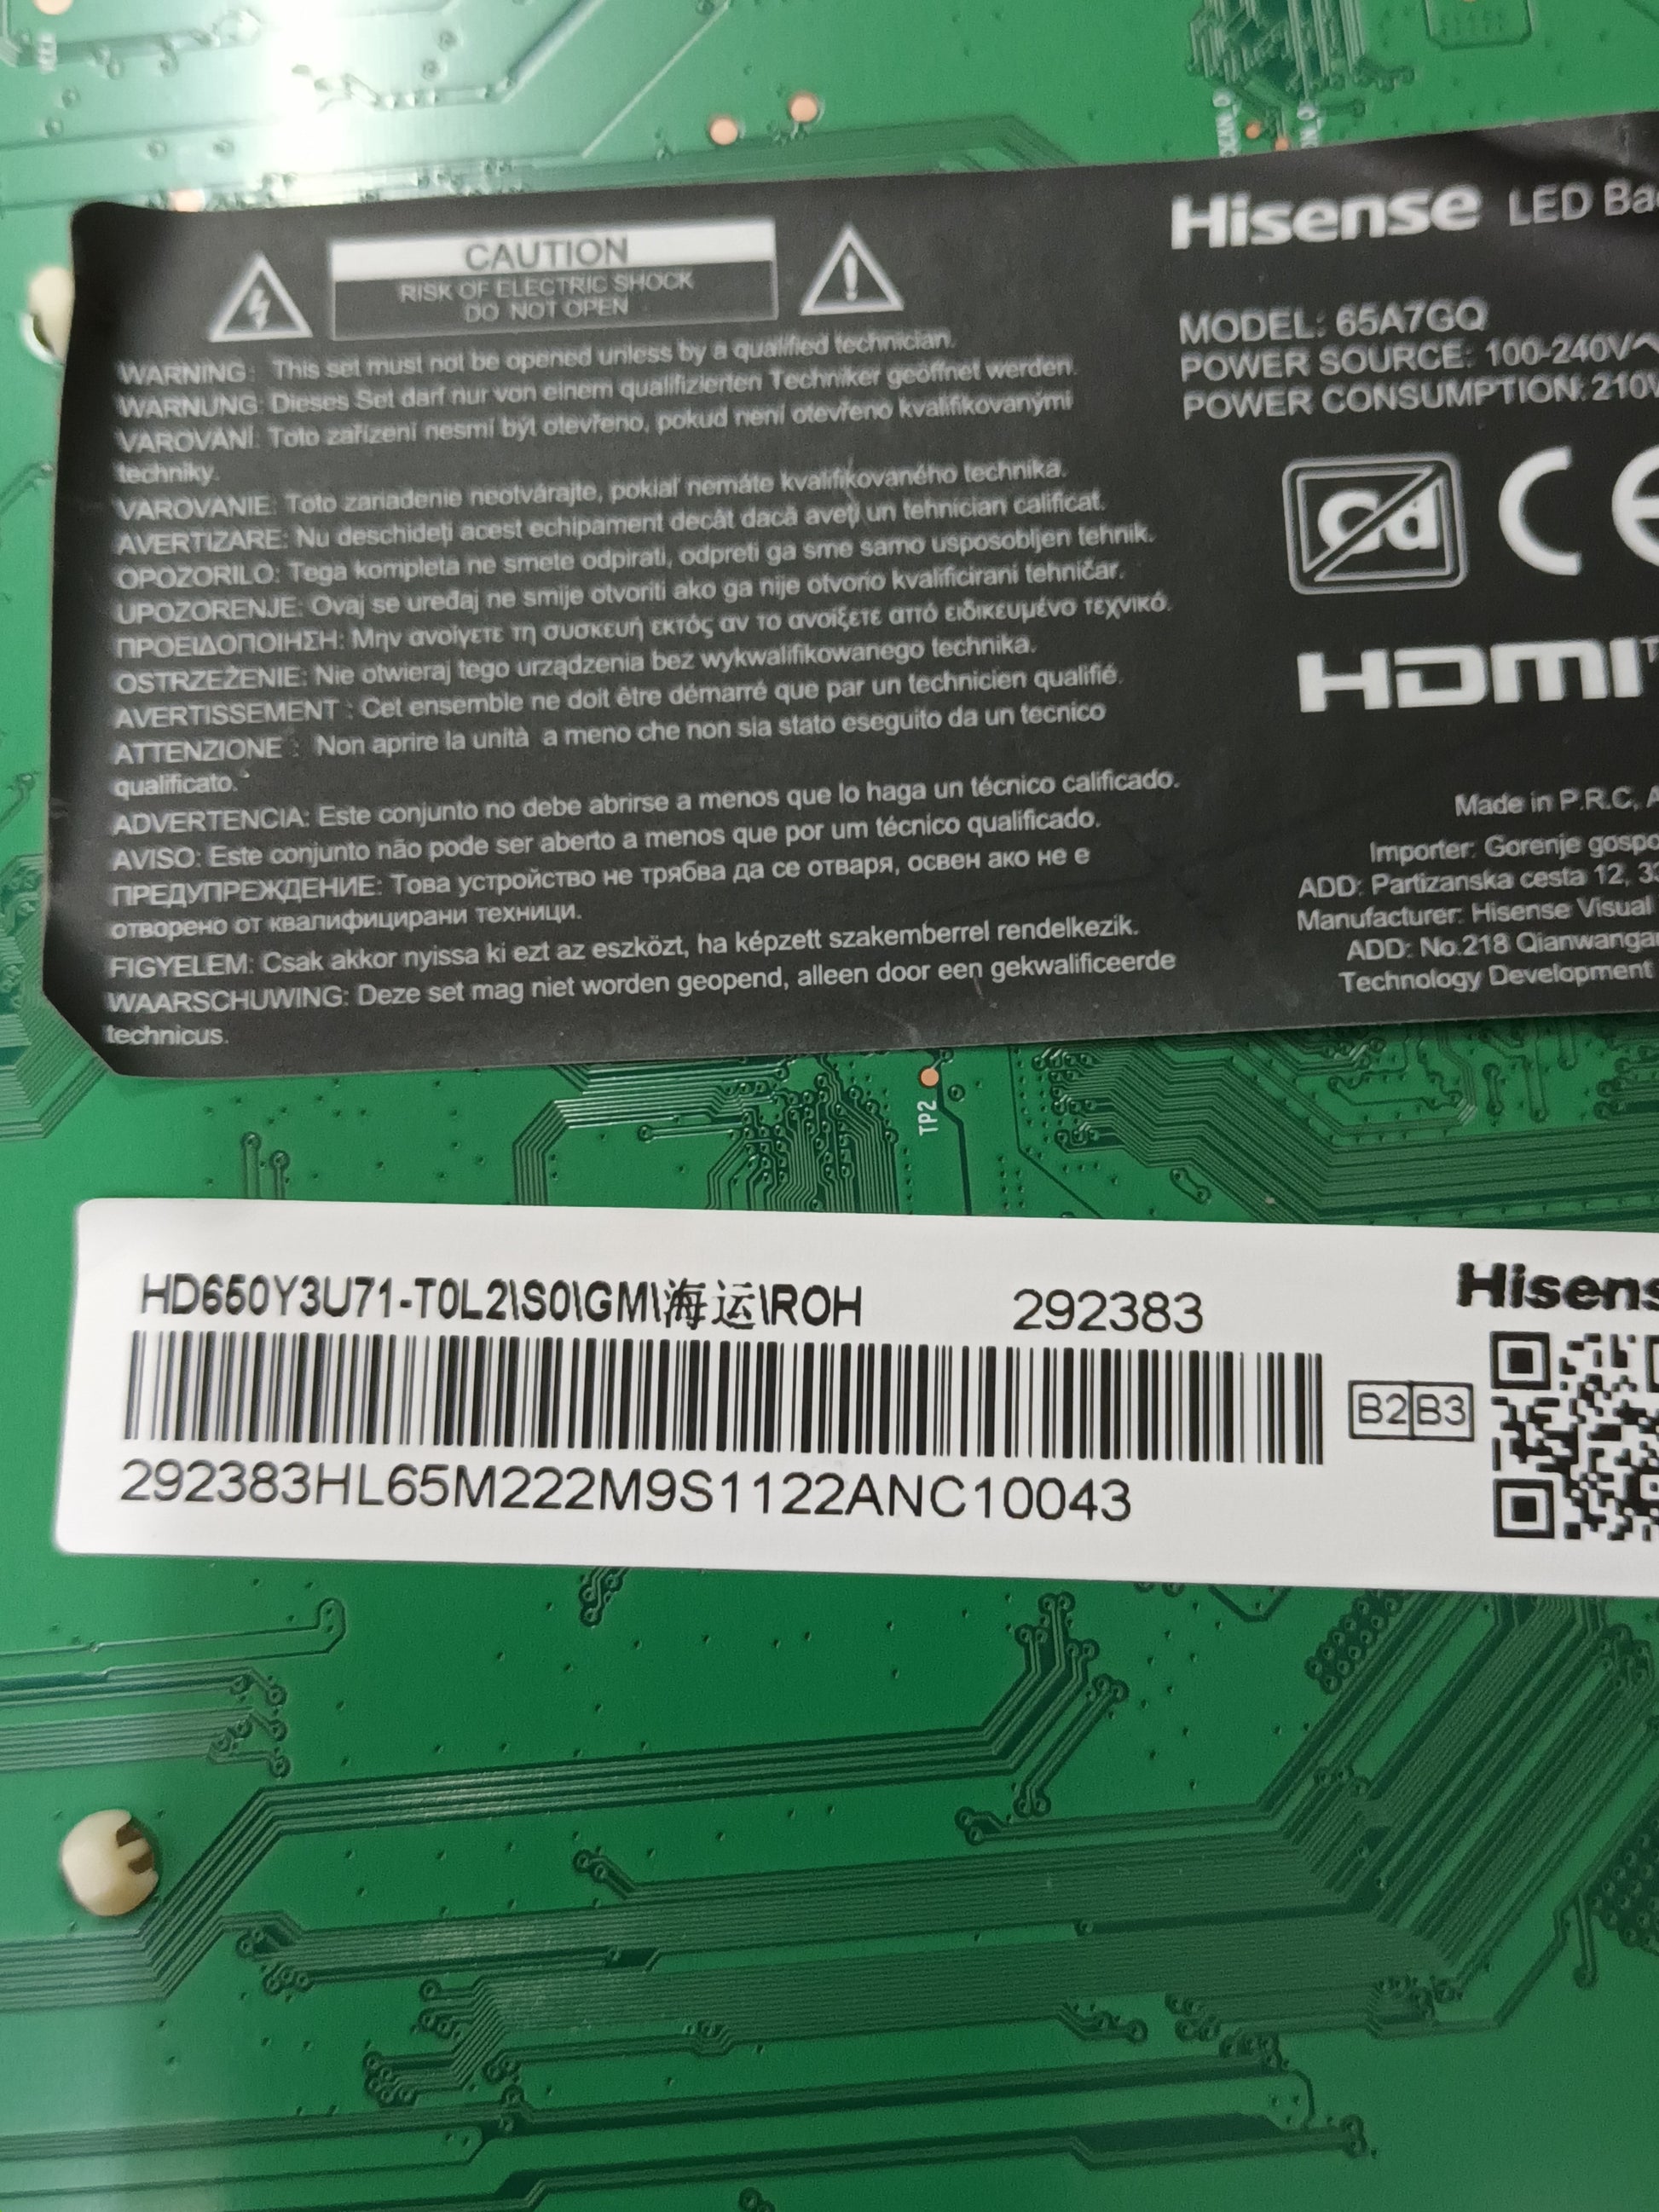 CAUTION
RISK OF ELECTRIC SHOCK
DO NOT OPEN
WARNING: This set must not be opened unless by a qualified technician.
WARNUNG: Dieses Set darf nur von einem qualifizierten Techniker geöffnet werden.
VAROVÁNÍ: Toto zařízení nesmí být otevřeno, pokud není otevřeno kvalifikovanými
techniky.
VAROVANIE: Toto zariadenie neotvárajte, pokiaľ nemáte kvalifikovaného technika.
AVERTIZARE: Nu deschideți acest echipament decât dacă aveți un tehnician calificat.
OPOZORILO: Tega kompleta ne smete odpirati, odpreti ga sme samo usposobljen tehnik.
UPOZORENJE: Ovaj se uređaj ne smije otvoriti ako ga nije otvorio kvalificirani tehničar.
ΠΡΟΕΙΔΟΠΟΙΗΣΗ: Μην ανοίγετε τη συσκευή εκτός αν το ανοίξετε από ειδικευμένο τεχνικό.
OSTRZEŻENIE: Nie otwieraj tego urządzenia bez wykwalifikowanego technika.
AVERTISSEMENT : Cet ensemble ne doit être démarré que par un technicien qualifié.
ATTENZIONE : Non aprire la unità a meno che non sia stato eseguito da un tecnico
qualificato.
ADVERTENCIA: Este conjunto no debe abrirse a menos que lo haga un técnico calificado.
AVISO: Este conjunto não pode ser aberto a menos que por um técnico qualificado.
ПРЕДУПРЕЖДЕНИЕ: Това устройство не трябва да се отваря, освен ако не е
отворено от квалифицирани техници.
FIGYELEM: Csak akkor nyissa ki ezt az eszközt, ha képzett szakemberrel rendelkezik.
WAARSCHUWING: Deze set mag niet worden geopend, alleen door een gekwalificeerde
technicus.
Hisense LED Ba
MODEL: 65A7GQ
POWER SOURCE: 100-240V~
POWER CONSUMPTION: 210W
Cd CE
HDMI
Made in P.R.C, A
Importer: Gorenje gospo
ADD: Partizanska cesta 12, 33
Manufacturer: Hisense Visual
ADD: No.218 Qianwangan
Technology Development
TP2
HD650Y3U71-T0L2\S0\GM\海运\ROH 292383
Hisens
B2 B3
292383HL65M222M9S1122ANC10043